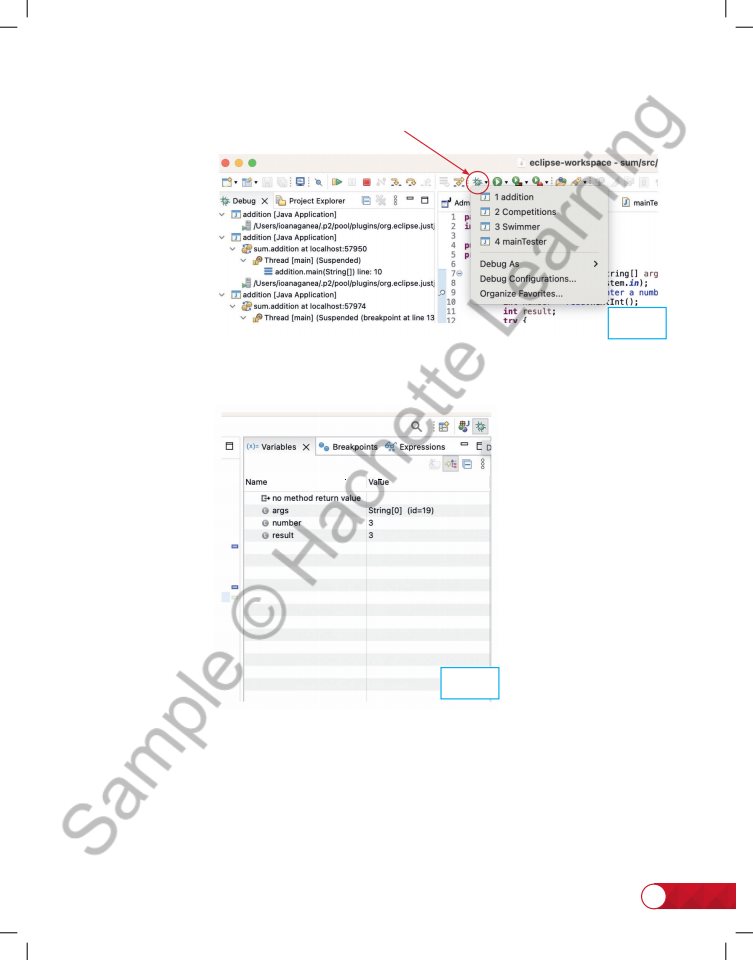 eclipse-workspace - sum/src/
Debug
Project Explorer
addition [Java Application]
/Users/ioanaganea/.p2/pool/plugins/org.eclipse.justj
addition [Java Application]
sum.addition at localhost:57950
Thread [main] (Suspended)
addition.main(String[]) line: 10
/Users/ioanaganea/.p2/pool/plugins/org.eclipse.justj
addition [Java Application]
sum.addition at localhost:57974
Thread [main] (Suspended (breakpoint at line 13
Adm
mainTe
1 addition
2 Competitions
3 Swimmer
4 mainTester
Debug As
Debug Configurations...
Organize Favorites...
1 pa
2 im
3
4 pu
5 p
6
7 tring[] arg
8 stem.in);
9 ter a numb
10 Int();
11 int result;
12 try {
Variables
Breakpoints
Expressions
D
Name Value
no method return value
args String[0] (id=19)
number 3
result 3
Sample © Hachette Learning